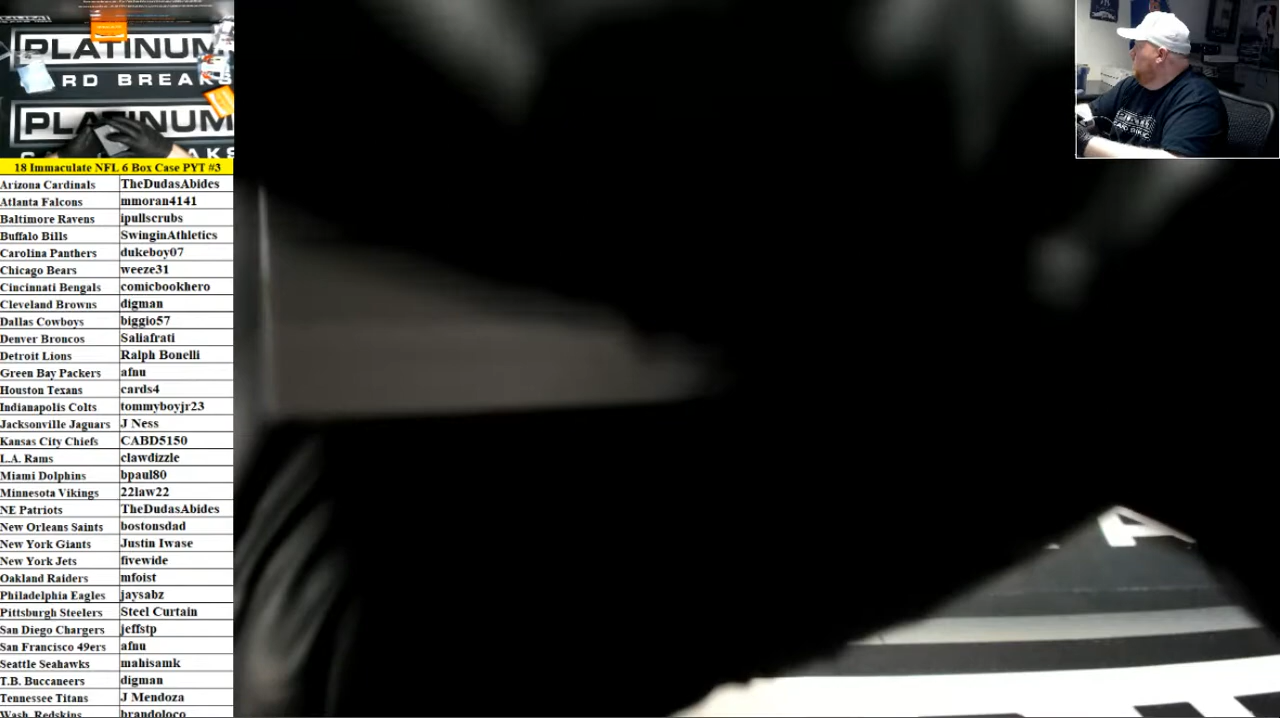 PLATINUM
RD BREAKS
PLATINUM
18 Immaculate NFL 6 Box Case PYT #3
Arizona Cardinals TheDudasAbides
Atlanta Falcons mmoran4141
Baltimore Ravens ipullscrubs
Buffalo Bills SwinginAthletics
Carolina Panthers dukeboy07
Chicago Bears weeze31
Cincinnati Bengals comicbookhero
Cleveland Browns digman
Dallas Cowboys biggio57
Denver Broncos Saliafrati
Detroit Lions Ralph Bonelli
Green Bay Packers afnu
Houston Texans cards4
Indianapolis Colts tommyboyjr23
Jacksonville Jaguars J Ness
Kansas City Chiefs CABD5150
L.A. Rams clawdizzle
Miami Dolphins bpaul80
Minnesota Vikings 22law22
NE Patriots TheDudasAbides
New Orleans Saints bostonsdad
New York Giants Justin Iwase
New York Jets fivewide
Oakland Raiders mfoist
Philadelphia Eagles jaysabz
Pittsburgh Steelers Steel Curtain
San Diego Chargers jeffstp
San Francisco 49ers afnu
Seattle Seahawks mahisamk
T.B. Buccaneers digman
Tennessee Titans J Mendoza
Wash. Redskins brandoloco